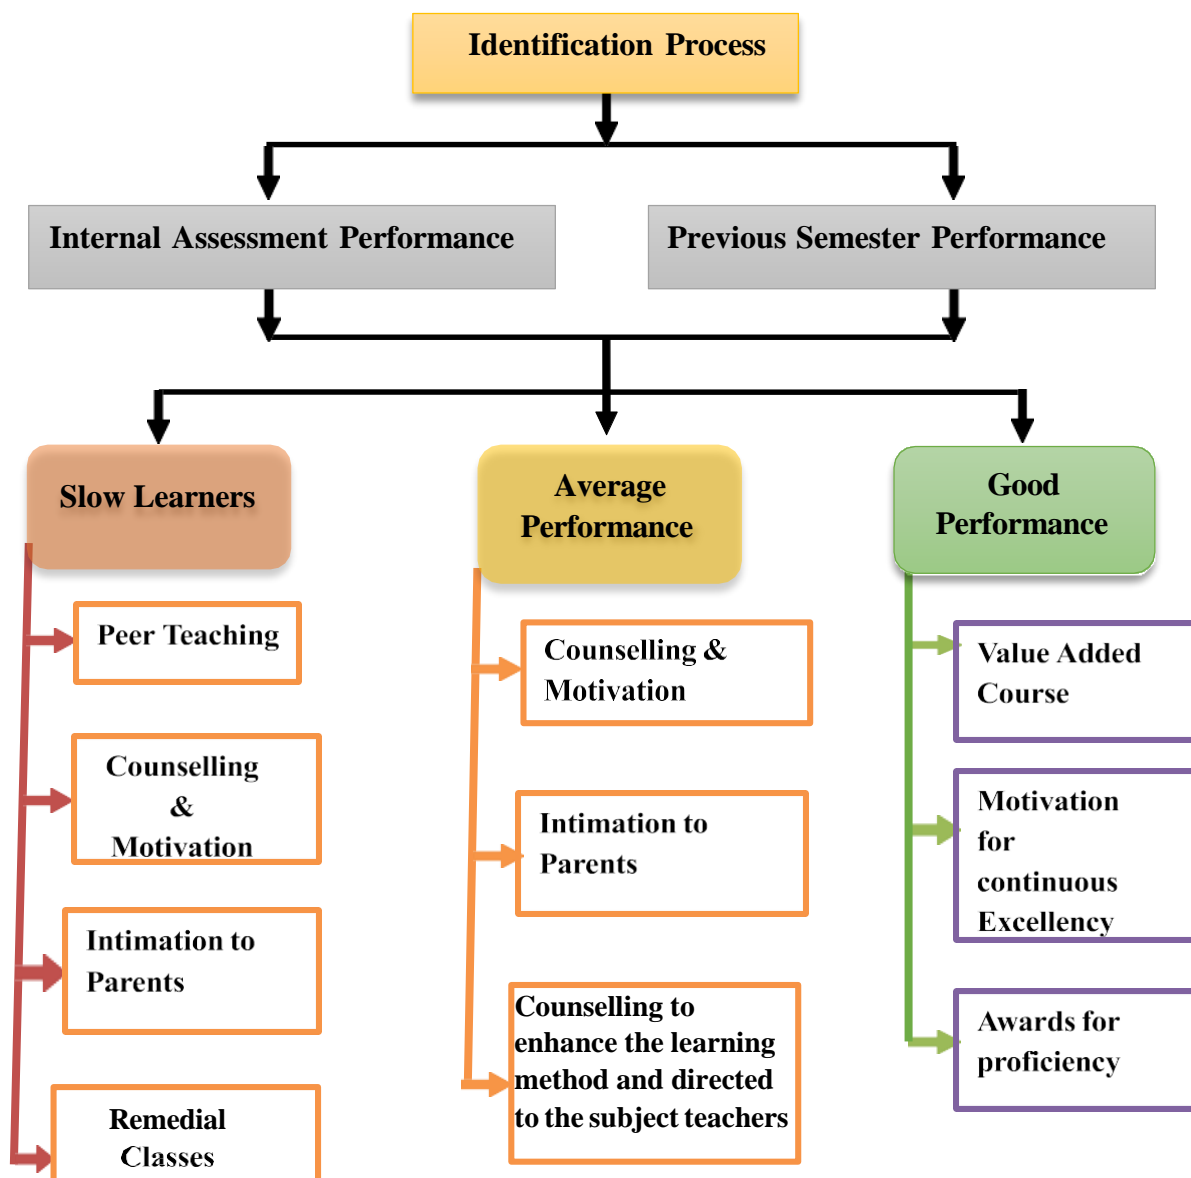 Identification Process
Internal Assessment Performance
Previous Semester Performance
Slow Learners
Peer Teaching
Counselling
&
Motivation
Intimation to
Parents
Remedial
Classes
Average
Performance
Counselling &
Motivation
Intimation to
Parents
Counselling to
enhance the learning
method and directed
to the subject teachers
Good
Performance
Value Added
Course
Motivation
for
continuous
Excellency
Awards for
proficiency